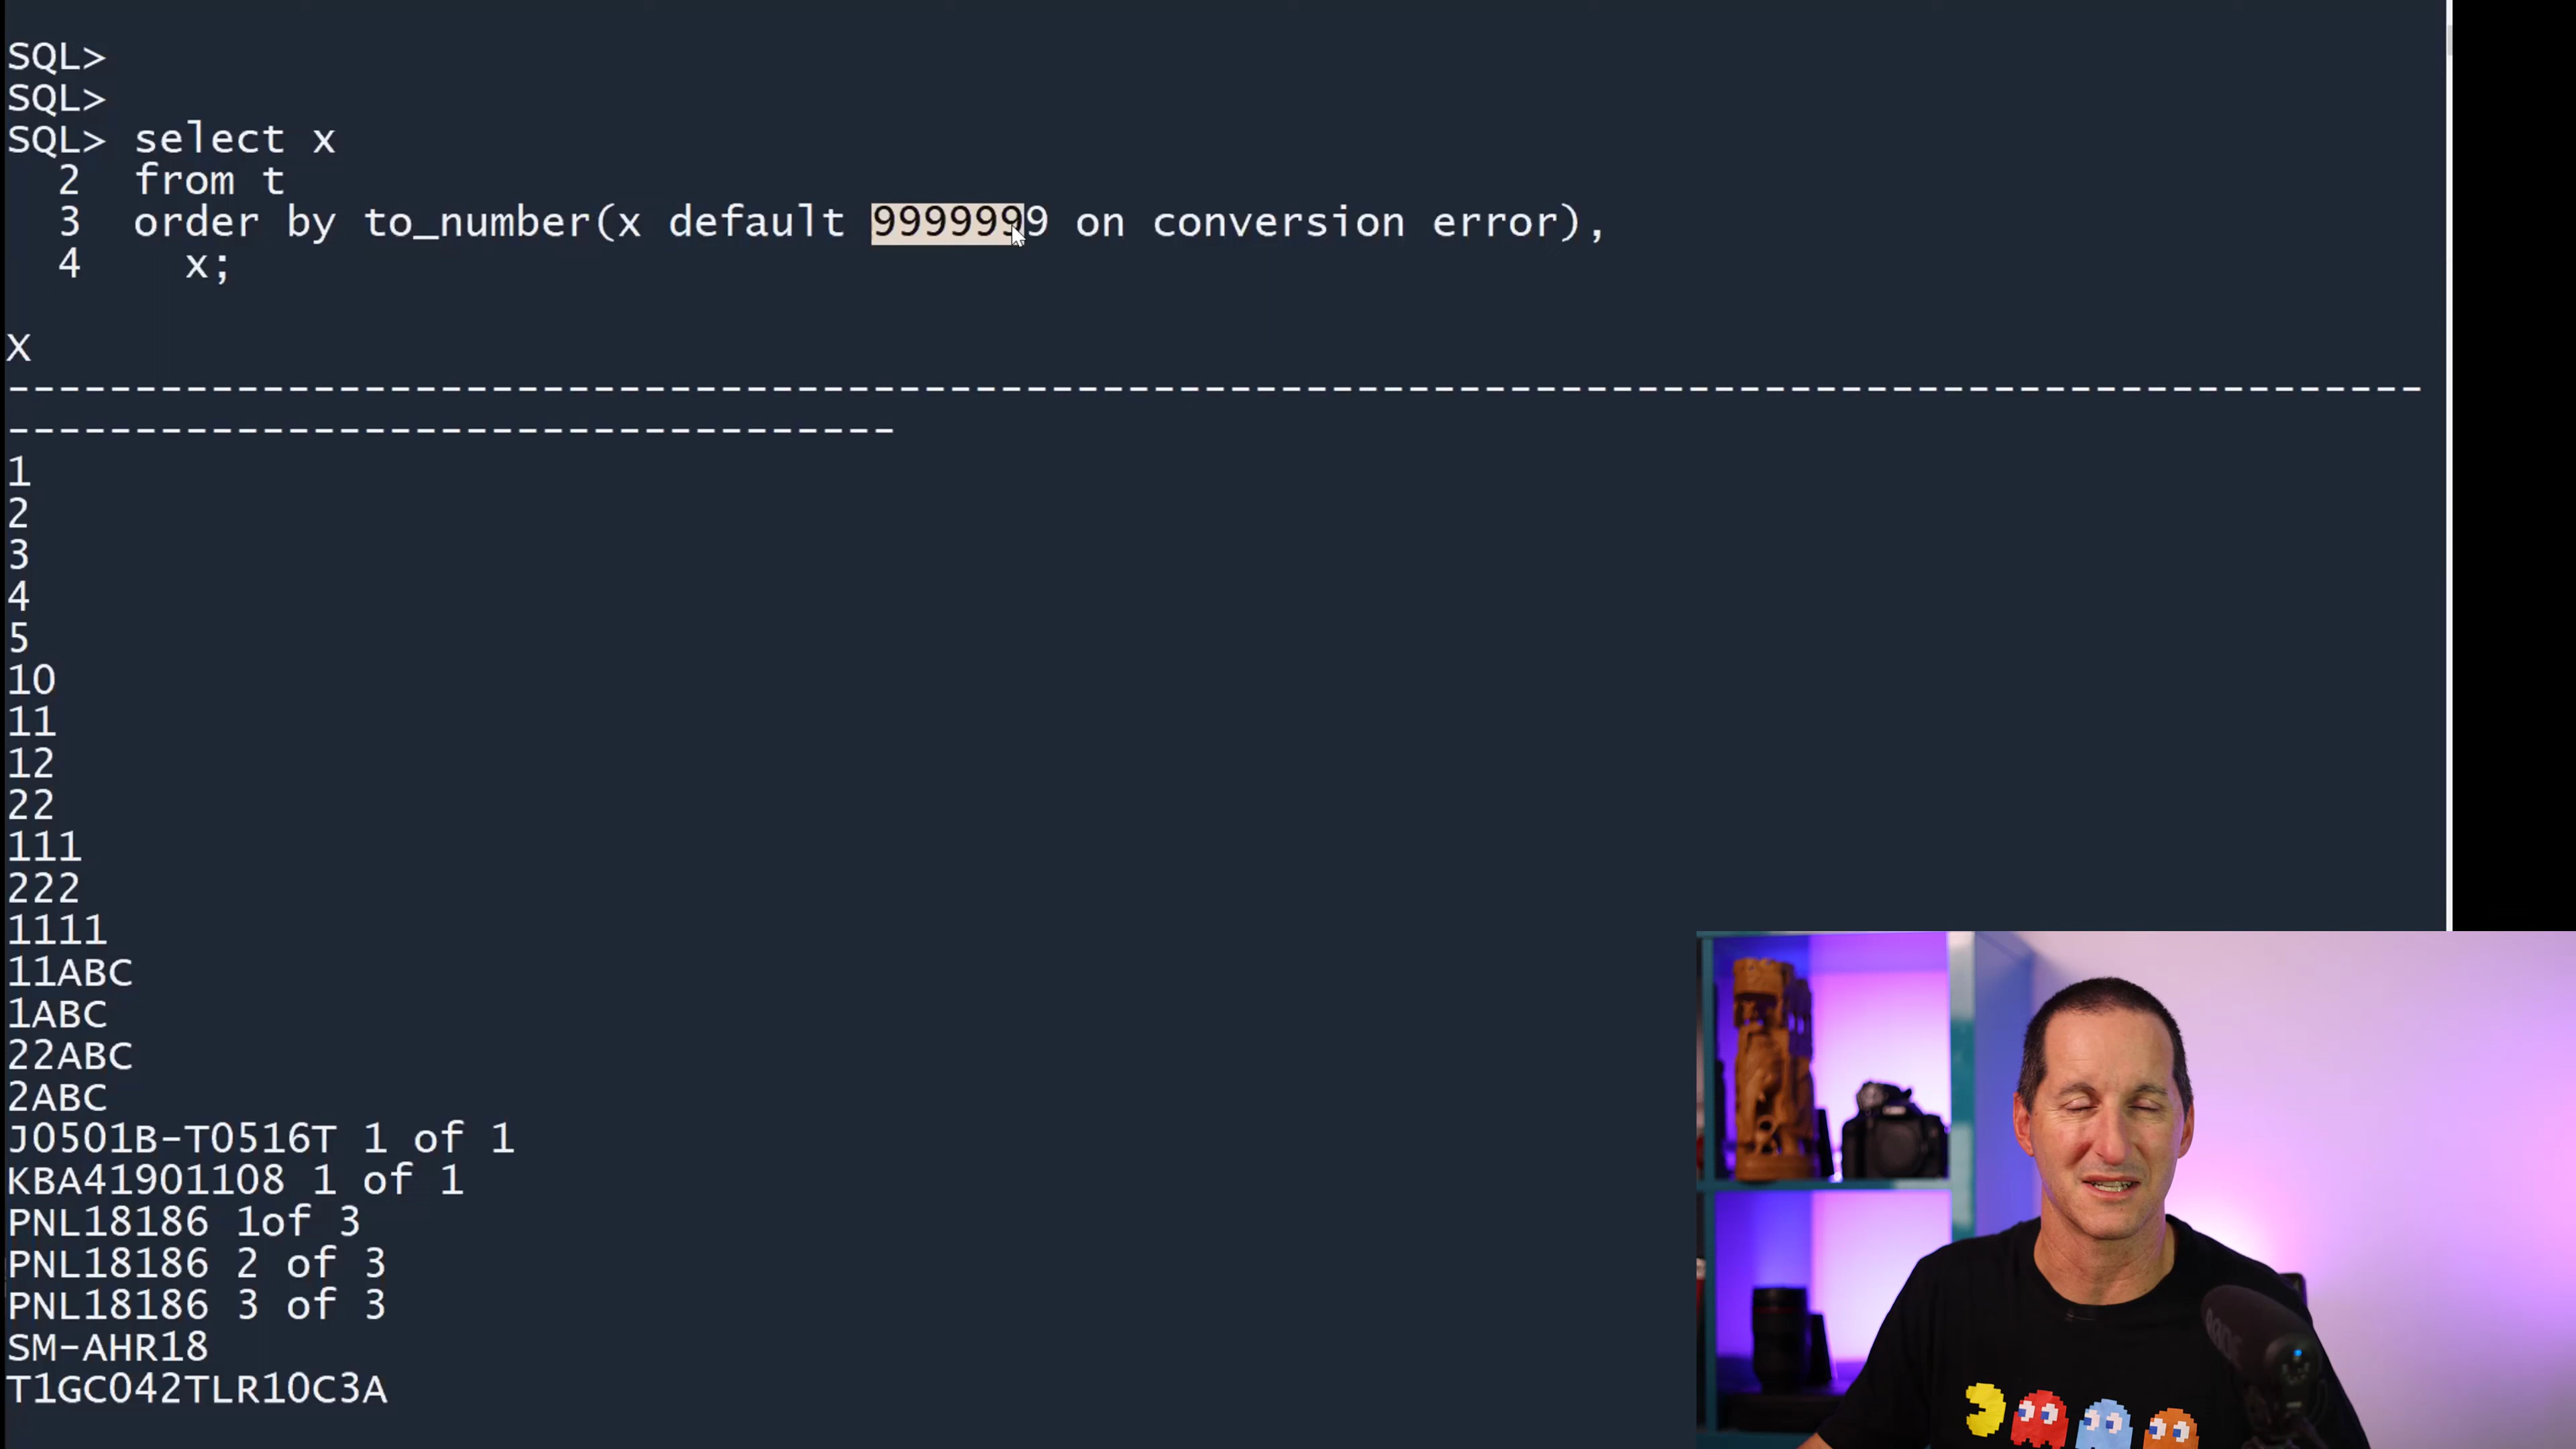 SQL>
SQL>
SQL> select x
2 from t
3 order by to_number(x default 9999999 on conversion error),
4 x;
X
-----------------------------------------------------------------------------------------------
-----------------------------------
1
2
3
4
5
10
11
12
22
111
222
1111
11ABC
1ABC
22ABC
2ABC
J0501B-T0516T 1 of 1
KBA41901108 1 of 1
PNL18186 1of 3
PNL18186 2 of 3
PNL18186 3 of 3
SM-AHR18
T1GC042TLR10C3A